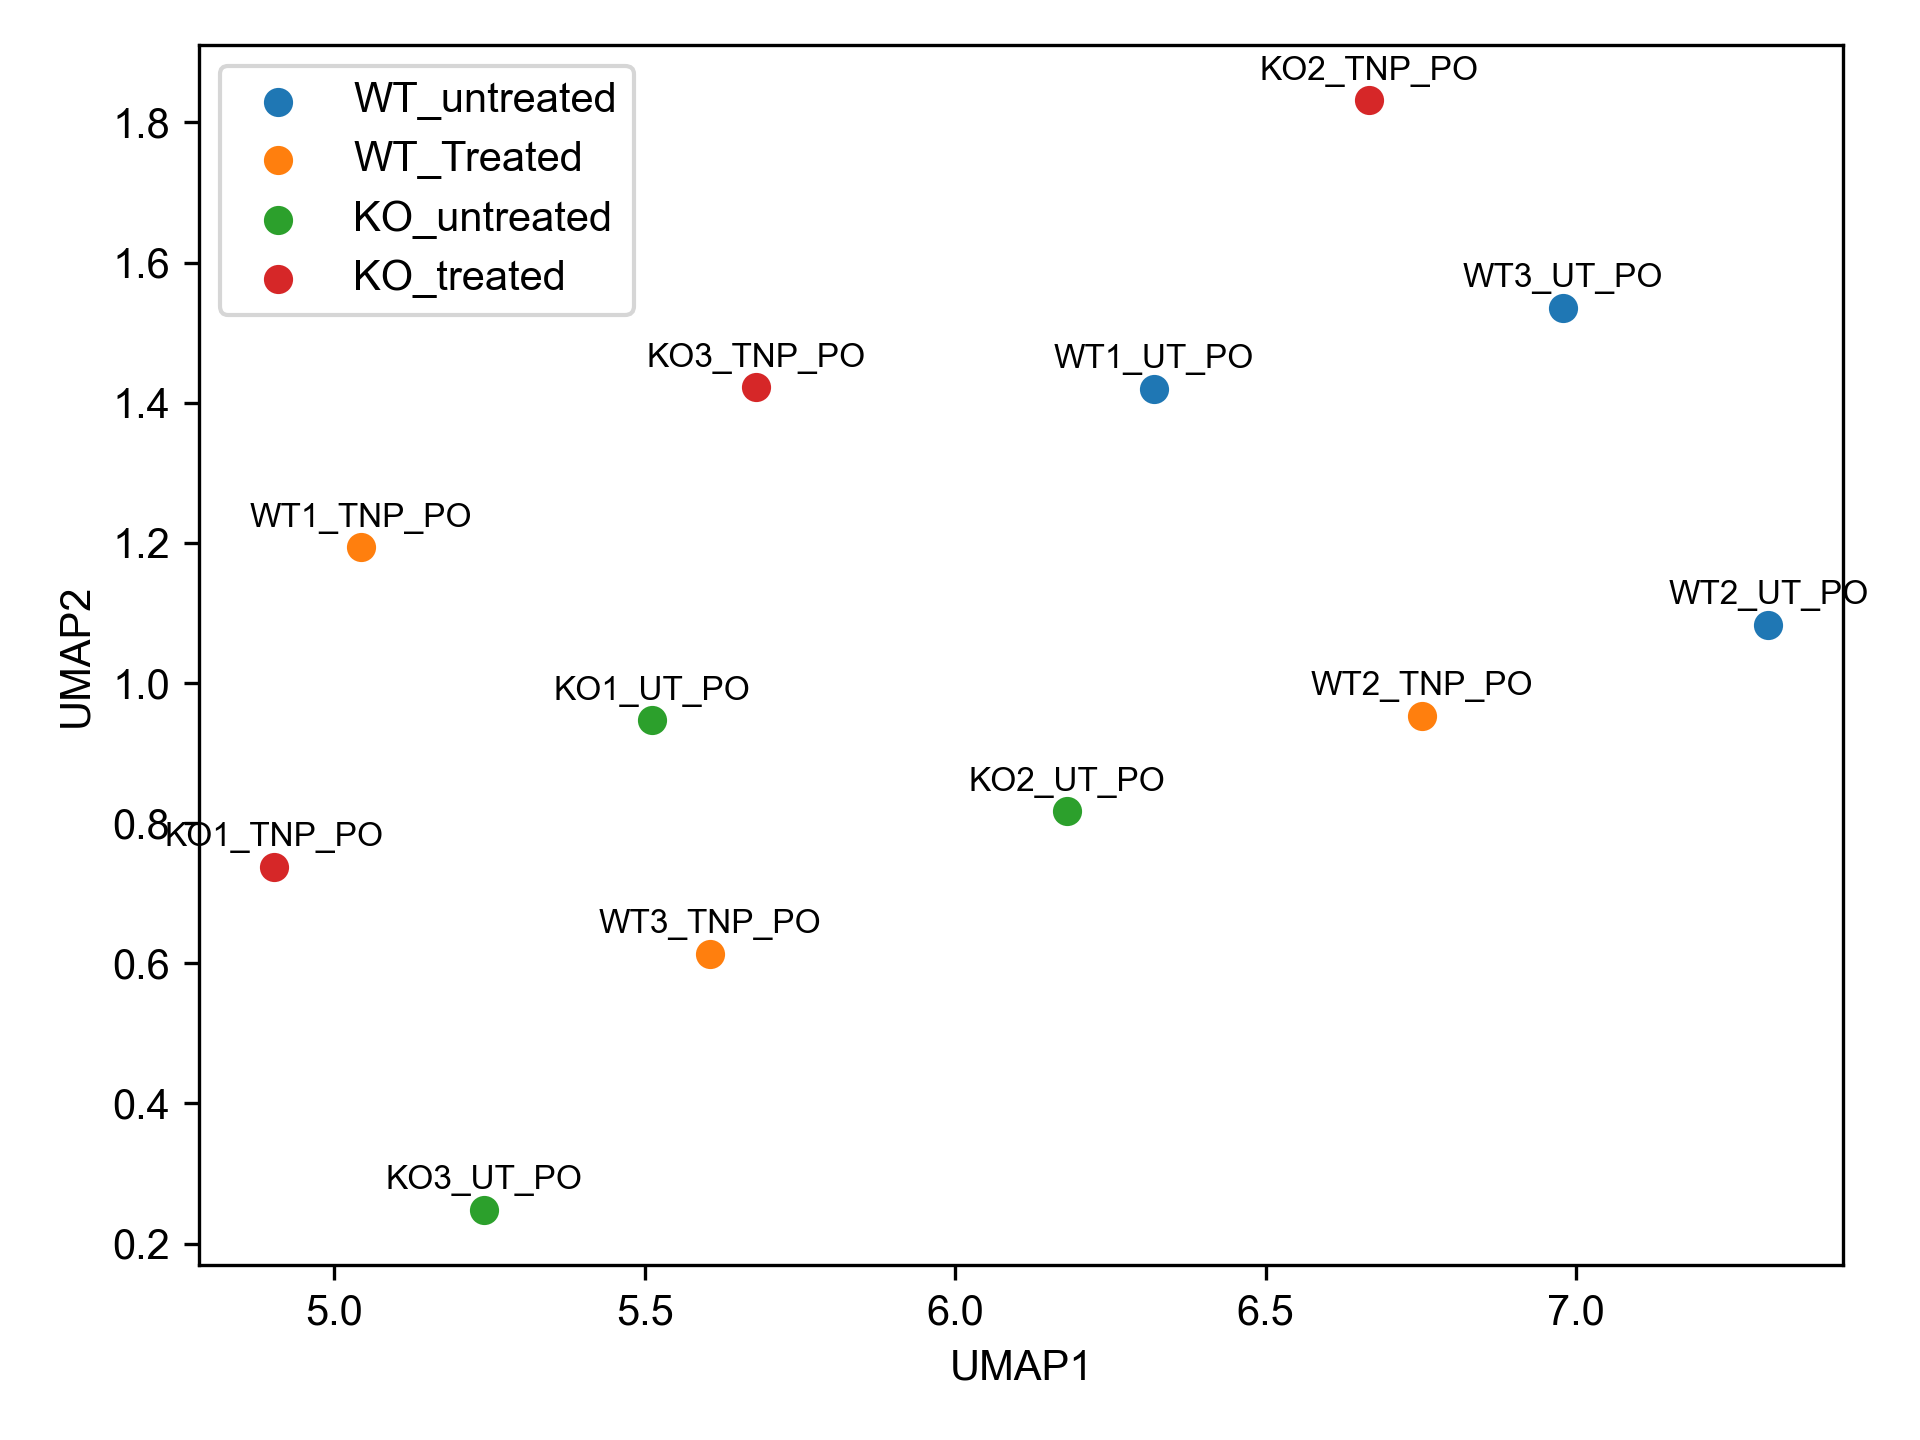 WT_untreated
WT_Treated
KO_untreated
KO_treated
KO2_TNP_PO
WT3_UT_PO
KO3_TNP_PO
WT1_UT_PO
WT1_TNP_PO
WT2_UT_PO
KO1_UT_PO
WT2_TNP_PO
KO2_UT_PO
KO1_TNP_PO
WT3_TNP_PO
KO3_UT_PO
1.8
1.6
1.4
1.2
1.0
0.8
0.6
0.4
0.2
UMAP2
5.0
5.5
6.0
6.5
7.0
UMAP1